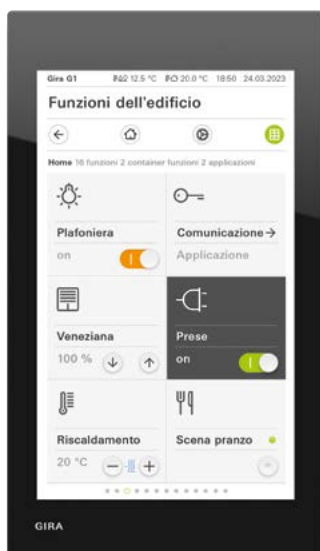 Gira G1 12.5 °C 20.0 °C 18:50 24.03.2023
Funzioni dell'edificio
Home 16 funzioni 2 container funzioni 2 applicazioni
Plafoniera
on
Comunicazione →
Applicazione
Veneziana
100 %
Prese
on
Riscaldamento
20 °C
Scena pranzo
GIRA